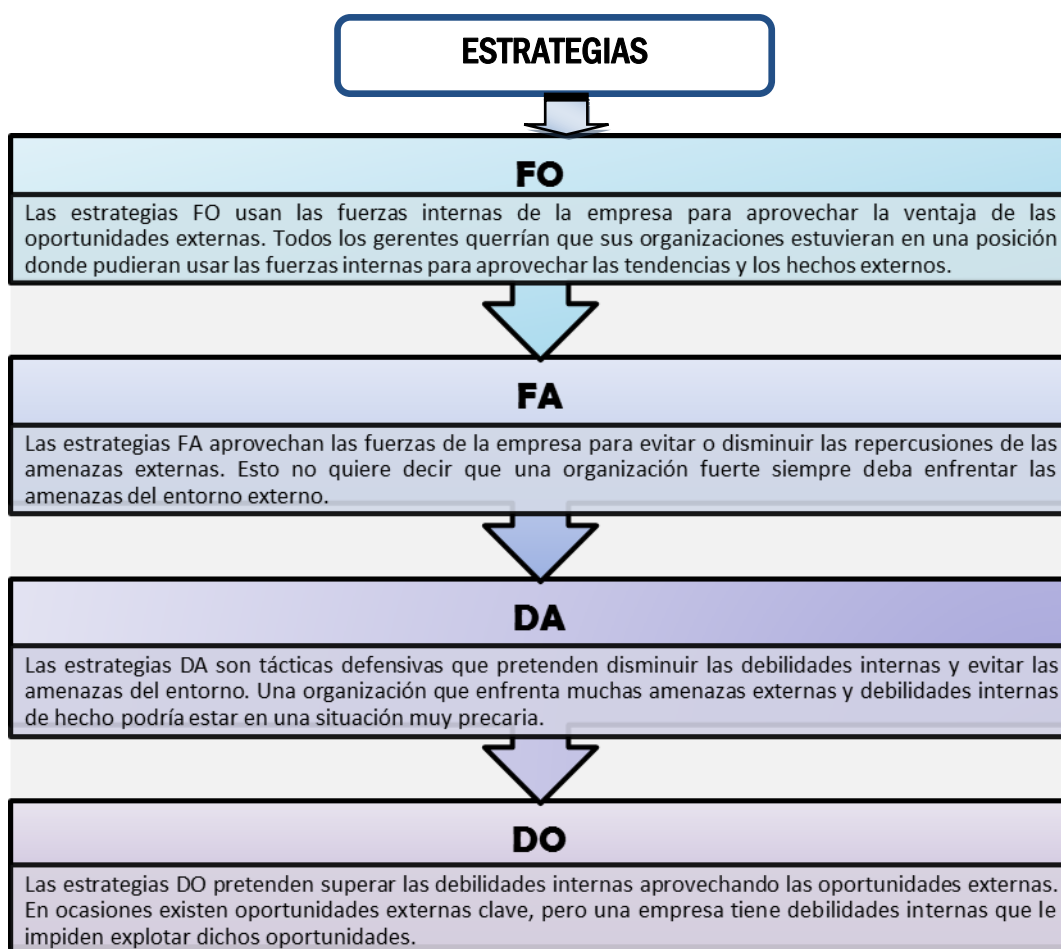 ESTRATEGIAS
FO
Las estrategias FO usan las fuerzas internas de la empresa para aprovechar la ventaja de las
oportunidades externas. Todos los gerentes querrían que sus organizaciones estuvieran en una posición
donde pudieran usar las fuerzas internas para aprovechar las tendencias y los hechos externos.
FA
Las estrategias FA aprovechan las fuerzas de la empresa para evitar o disminuir las repercusiones de las
amenazas externas. Esto no quiere decir que una organización fuerte siempre deba enfrentar las
amenazas del entorno externo.
DA
Las estrategias DA son tácticas defensivas que pretenden disminuir las debilidades internas y evitar las
amenazas del entorno. Una organización que enfrenta muchas amenazas externas y debilidades internas
de hecho podría estar en una situación muy precaria.
DO
Las estrategias DO pretenden superar las debilidades internas aprovechando las oportunidades externas.
En ocasiones existen oportunidades externas clave, pero una empresa tiene debilidades internas que le
impiden explotar dichos oportunidades.